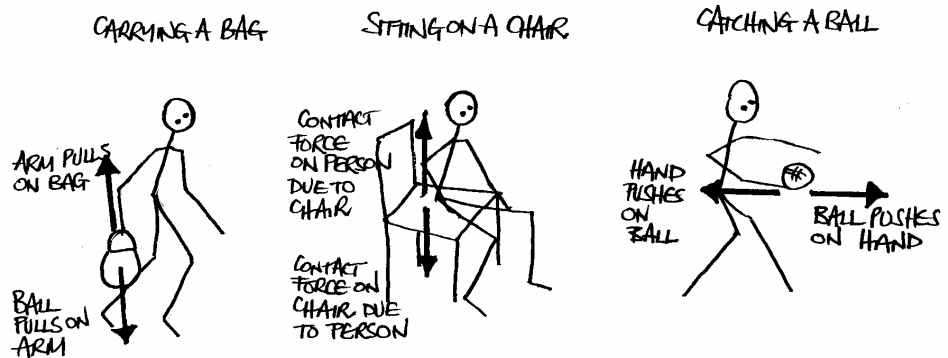 CARRYING A BAG
SITTING ON A CHAIR
CATCHING A BALL
ARM PULLS
ON BAG
BALL
PULLS ON
ARM
CONTACT
FORCE
ON PERSON
DUE TO
CHAIR
CONTACT
FORCE ON
CHAIR DUE
TO PERSON
HAND
PUSHES
ON
BALL
BALL PUSHES
ON HAND